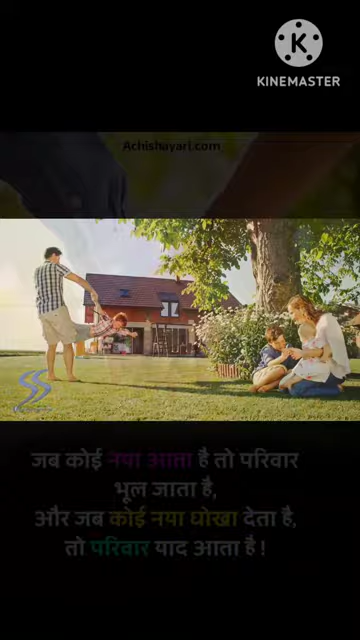 KINEMASTER
Achishayari.com
जब कोई नया आता है तो परिवार
भूल जाता है,
और जब कोई नया धोखा देता है,
तो परिवार याद आता है !